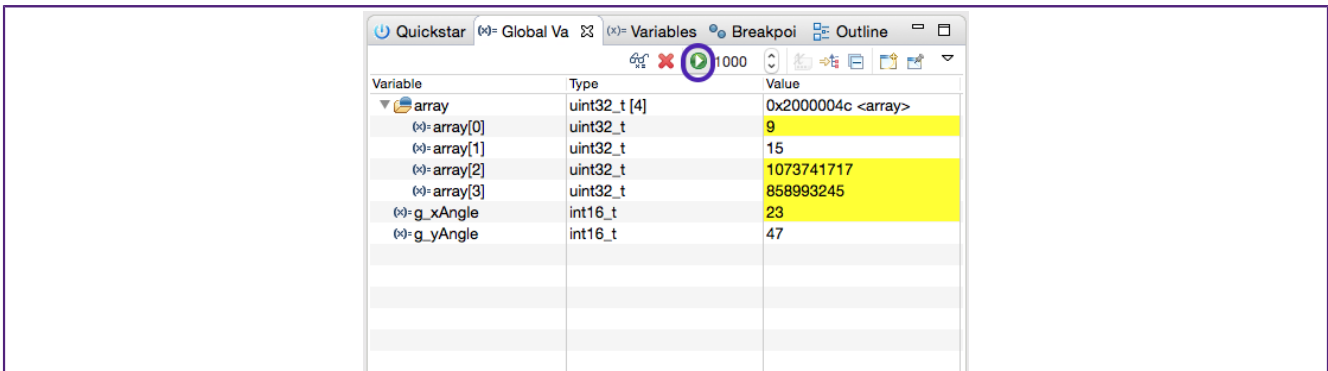 Quickstar (x)= Global Va (x)= Variables Breakpoi Outline
1000
Variable Type Value
array uint32_t [4] 0x2000004c <array>
(x)= array[0] uint32_t 9
(x)= array[1] uint32_t 15
(x)= array[2] uint32_t 1073741717
(x)= array[3] uint32_t 858993245
(x)= g_xAngle int16_t 23
(x)= g_yAngle int16_t 47